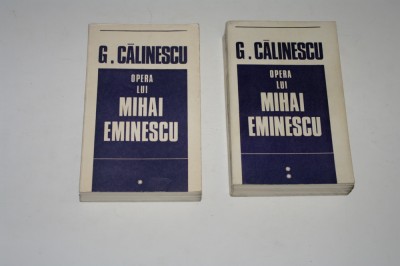 G. CĂLINESCU
OPERA
LUI
MIHAI
EMINESCU
G. CĂLINESCU
OPERA
LUI
MIHAI
EMINESCU